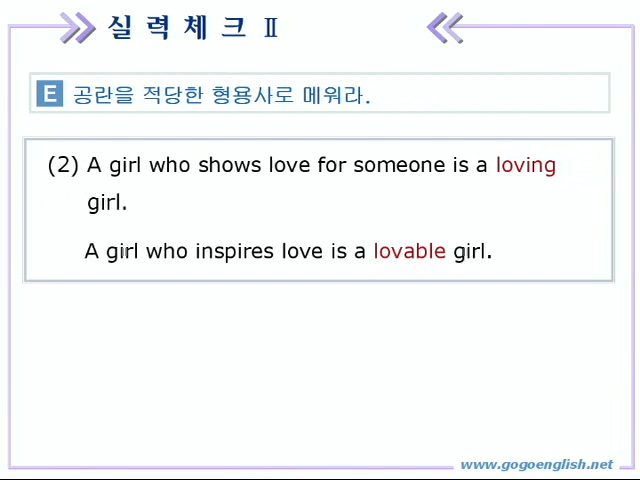 실 력 체 크 Ⅱ
E 공란을 적당한 형용사로 메워라.
(2) A girl who shows love for someone is a loving
girl.
A girl who inspires love is a lovable girl.
www.gogoenglish.net